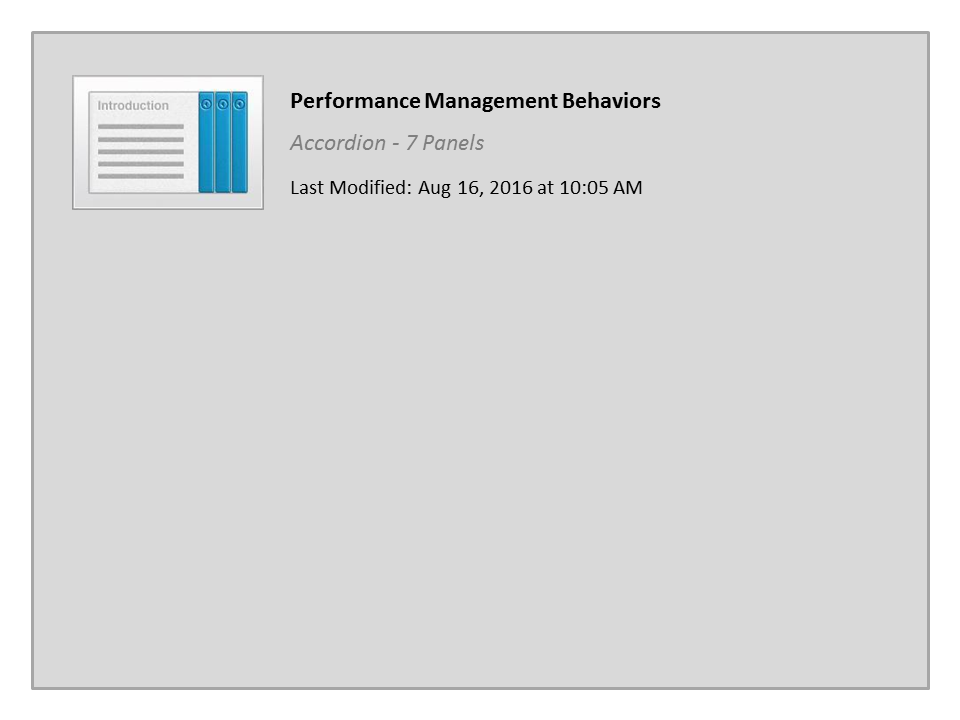 Introduction
Performance Management Behaviors
Accordion - 7 Panels
Last Modified: Aug 16, 2016 at 10:05 AM